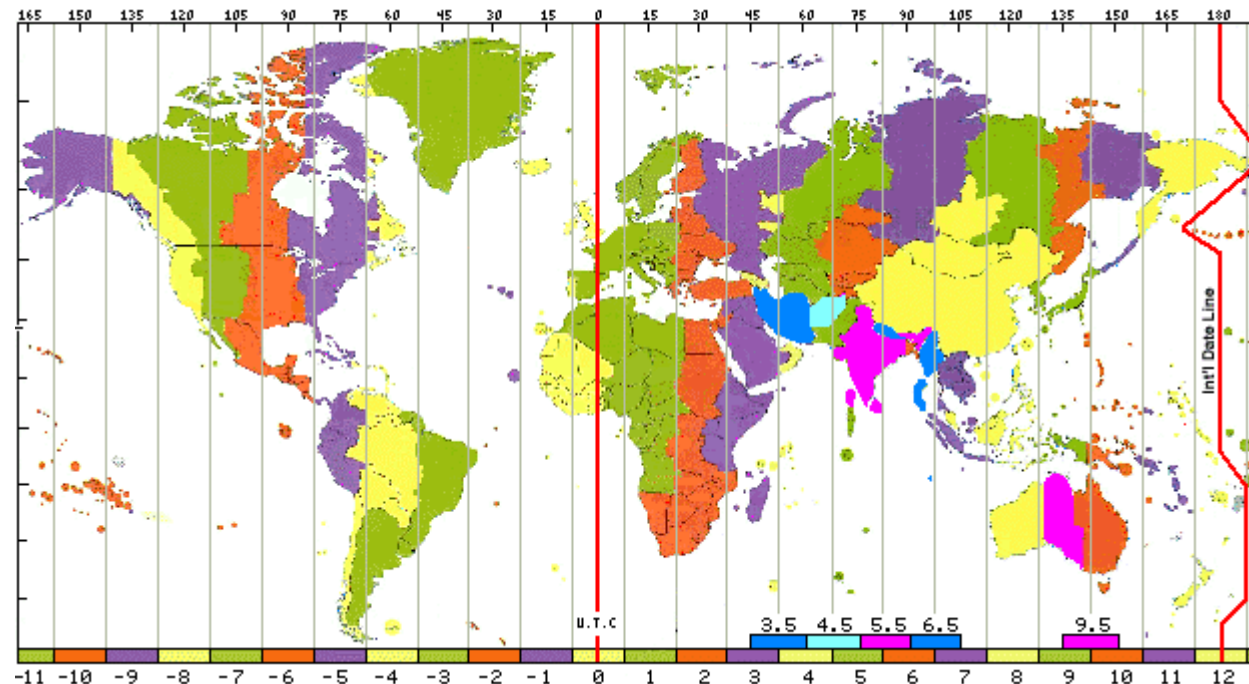 165 150 135 120 105 90 75 60 45 30 15 0 15 30 45 60 75 90 105 120 135 150 165 180
Int'l Date Line
U.T.C
3.5 4.5 5.5 6.5 9.5
-11 -10 -9 -8 -7 -6 -5 -4 -3 -2 -1 0 1 2 3 4 5 6 7 8 9 10 11 12